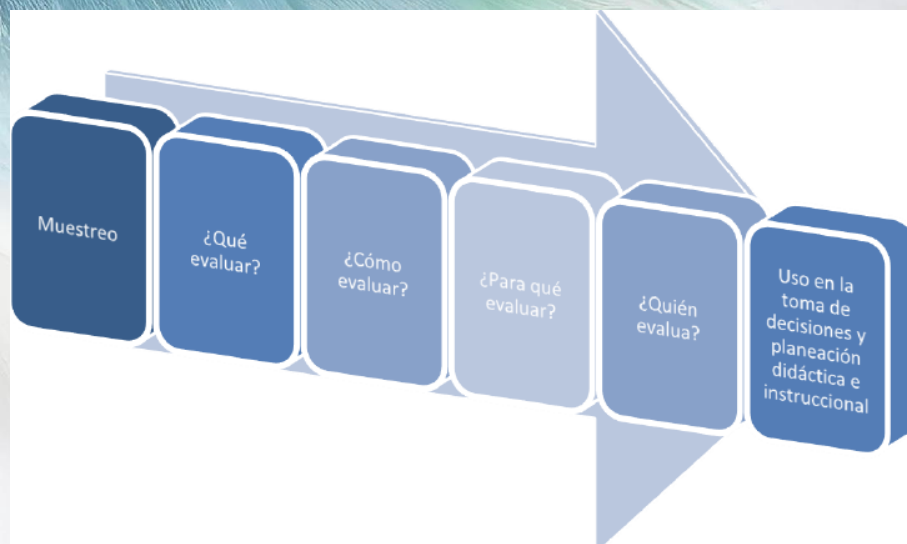 Muestreo
¿Qué
evaluar?
¿Cómo
evaluar?
¿Para qué
evaluar?
¿Quién
evalua?
Uso en la
toma de
decisiones y
planeación
didáctica e
instruccional